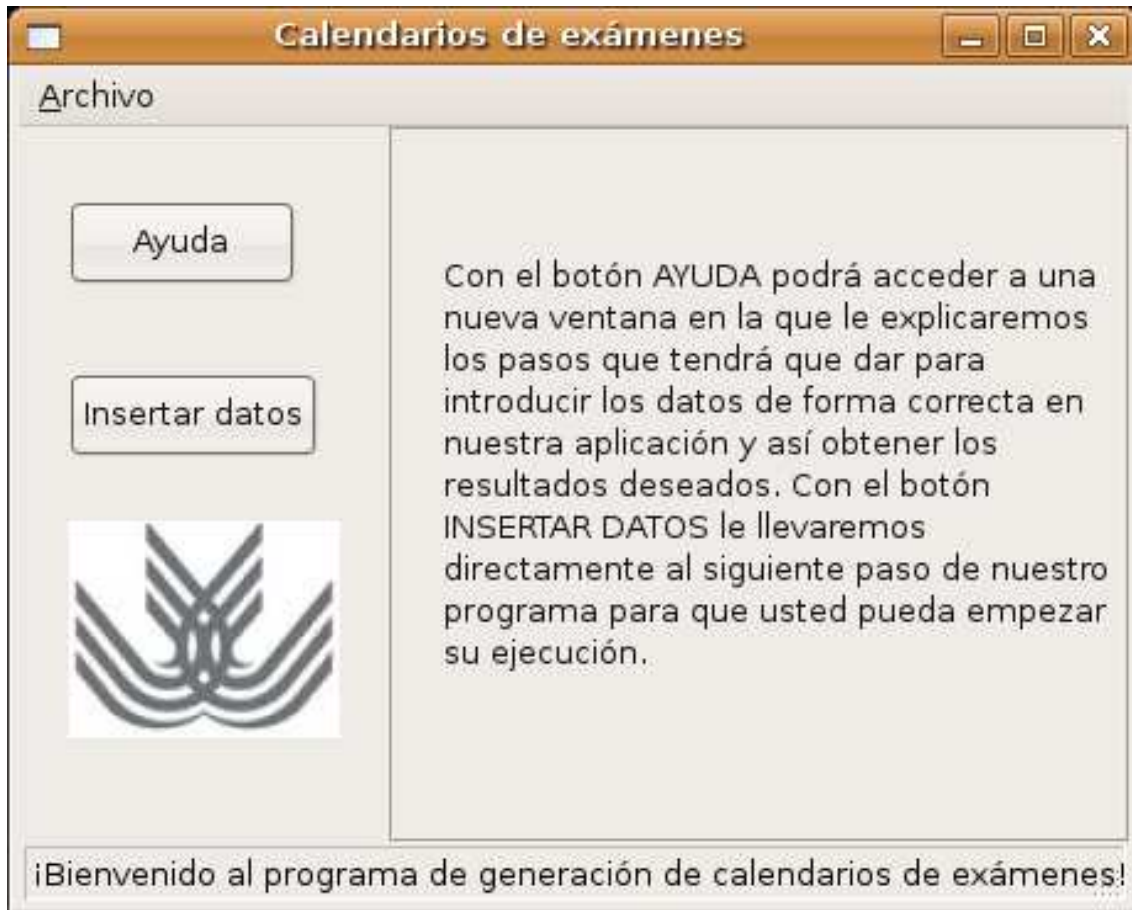 Calendarios de exámenes
Archivo
Ayuda
Insertar datos
Con el botón AYUDA podrá acceder a una
nueva ventana en la que le explicaremos
los pasos que tendrá que dar para
introducir los datos de forma correcta en
nuestra aplicación y así obtener los
resultados deseados. Con el botón
INSERTAR DATOS le llevaremos
directamente al siguiente paso de nuestro
programa para que usted pueda empezar
su ejecución.
¡Bienvenido al programa de generación de calendarios de exámenes!